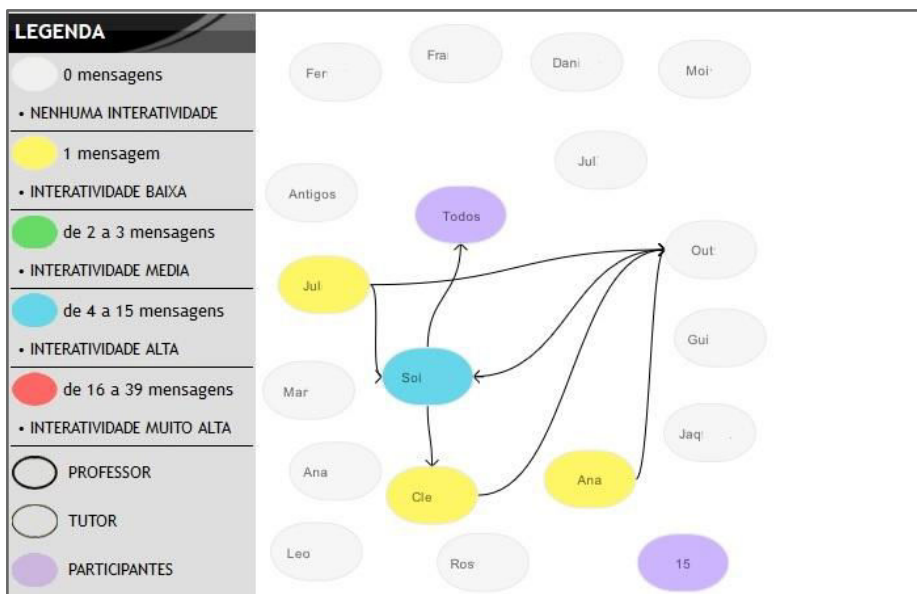 LEGENDA
0 mensagens
• NENHUMA INTERATIVIDADE
1 mensagem
• INTERATIVIDADE BAIXA
de 2 a 3 mensagens
• INTERATIVIDADE MEDIA
de 4 a 15 mensagens
• INTERATIVIDADE ALTA
de 16 a 39 mensagens
• INTERATIVIDADE MUITO ALTA
PROFESSOR
TUTOR
PARTICIPANTES
Fer
Fra
Dani
Moi
Jul
Antigos
Todos
Out
Jul
Gui
Sol
Mar
Jaq
Ana
Cle
Ana
Leo
Ros
15